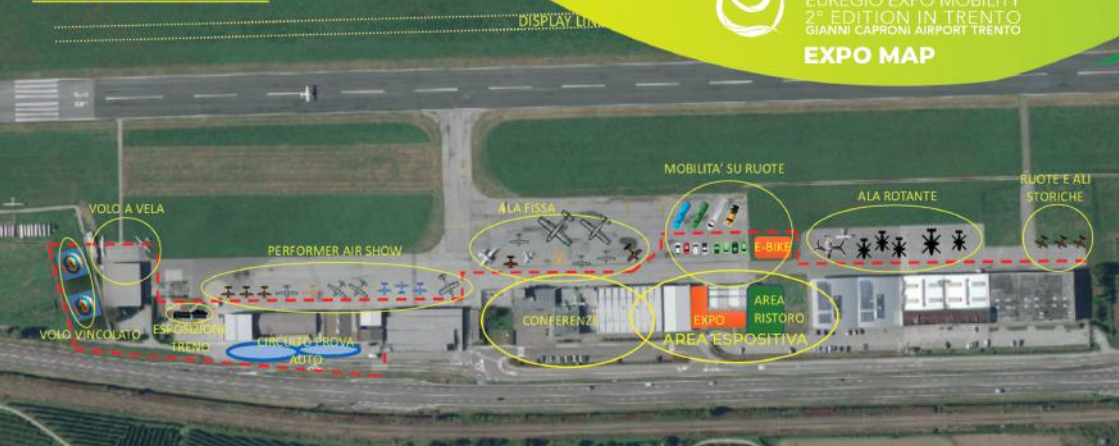 EUREGIO EXPO MOBILITY
2° EDITION IN TRENTO
GIANNI CAPRONI AIRPORT TRENTO
EXPO MAP
DISPLAY
MOBILITA' SU RUOTE
RUOTE E ALI
STORICHE
ALA ROTANTE
VOLO A VELA
ALA FISSA
PERFORMER AIR SHOW
E-BIKE
AREA
RISTORO
EXPO
CONFERENZE
AREA ESPOSITIVA
VOLO VINCOLATO
ESPOSIZIONE
TRENO
CIRCUITO PROVA
AUTO